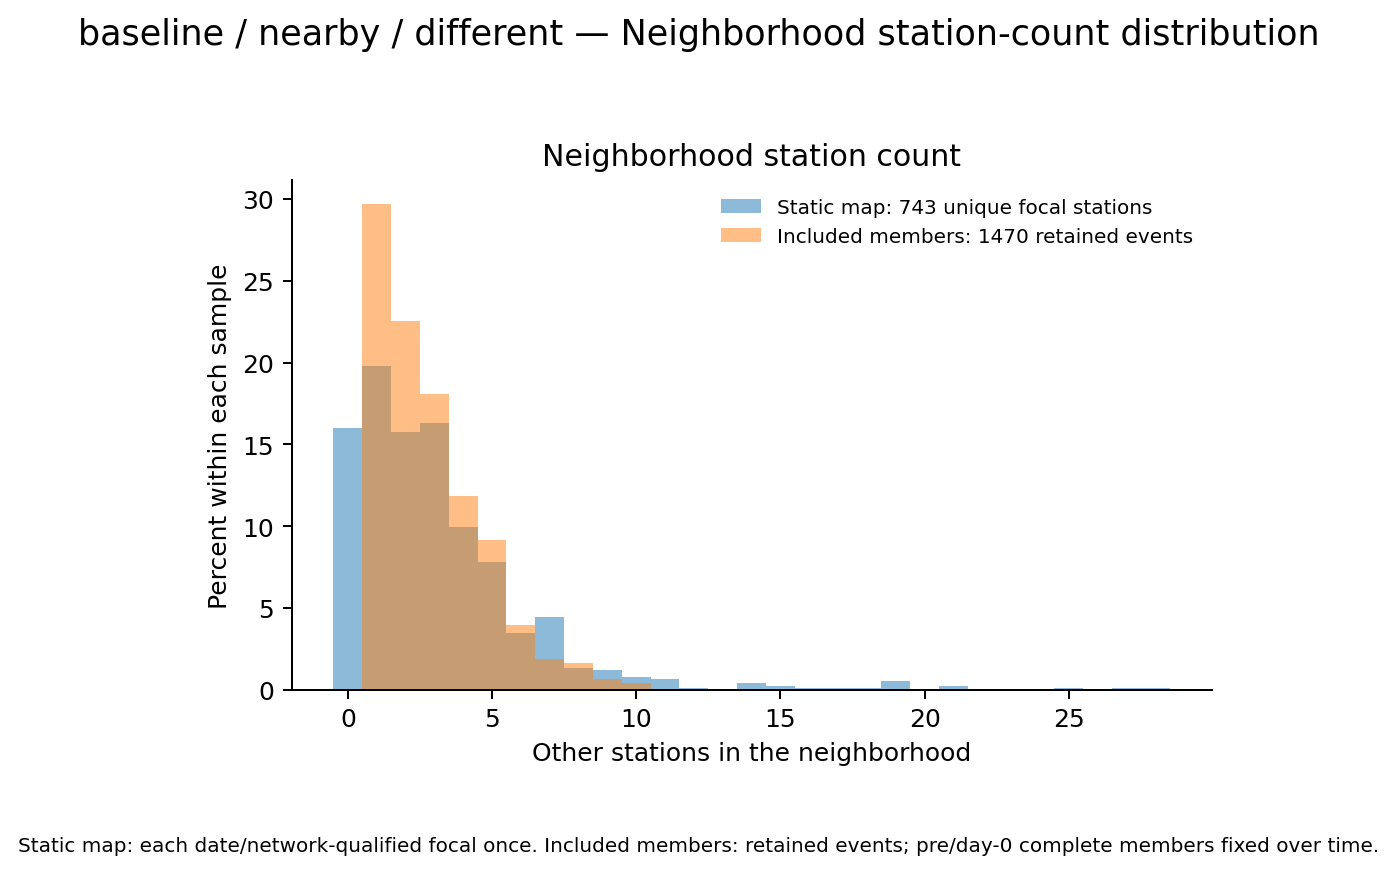 baseline / nearby / different — Neighborhood station-count distribution
Neighborhood station count
Static map: 743 unique focal stations
Included members: 1470 retained events
Percent within each sample
30
25
20
15
10
5
0
0 5 10 15 20 25
Other stations in the neighborhood
Static map: each date/network-qualified focal once. Included members: retained events; pre/day-0 complete members fixed over time.